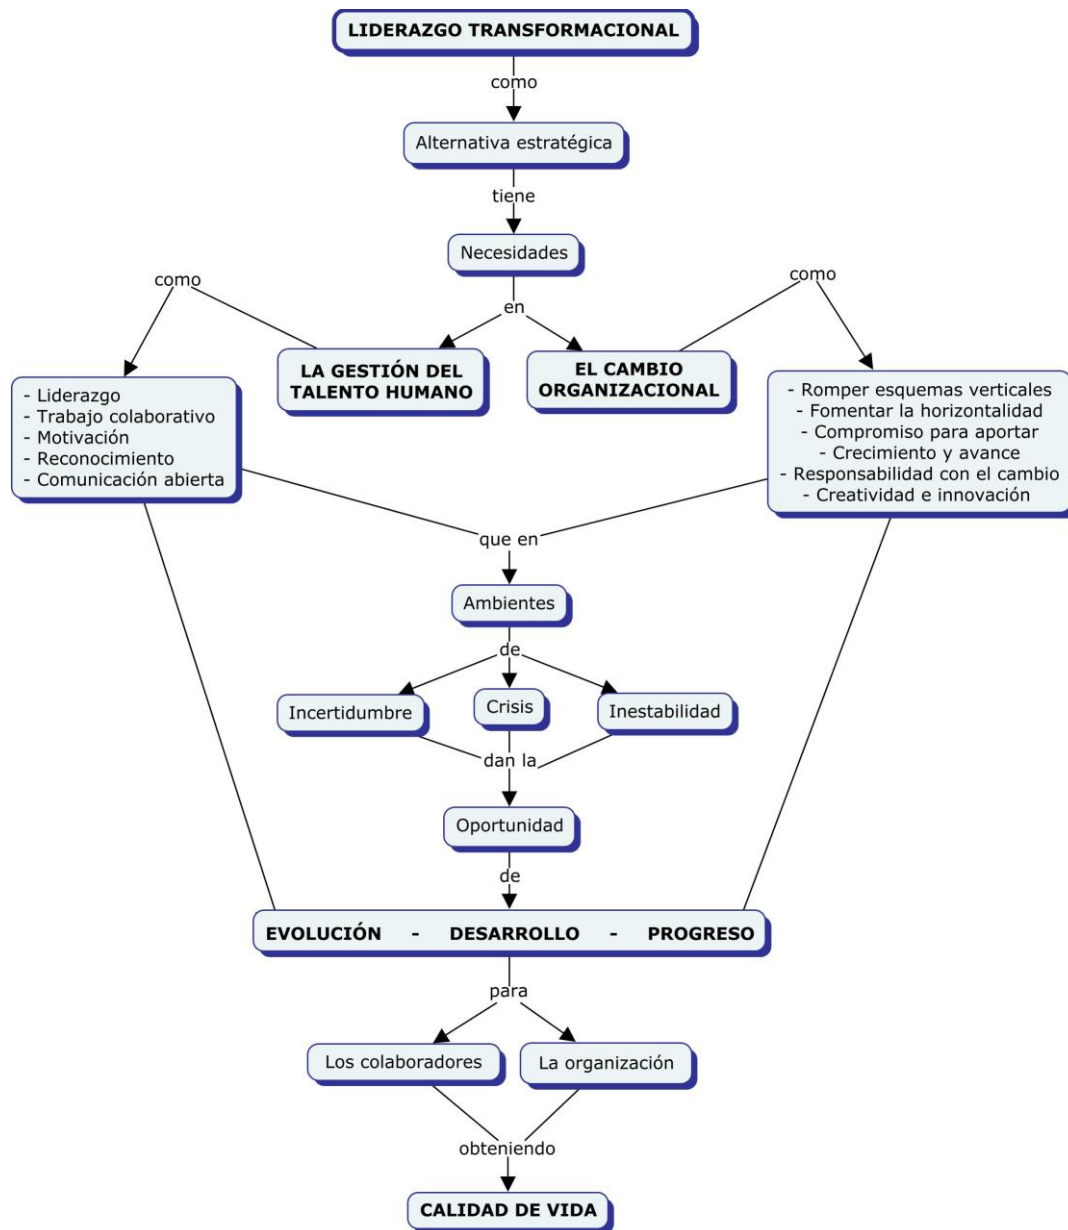 LIDERAZGO TRANSFORMACIONAL
como
Alternativa estratégica
tiene
Necesidades
como
como
en
LA GESTIÓN DEL
TALENTO HUMANO
EL CAMBIO
ORGANIZACIONAL
- Liderazgo
- Trabajo colaborativo
- Motivación
- Reconocimiento
- Comunicación abierta
- Romper esquemas verticales
- Fomentar la horizontalidad
- Compromiso para aportar
- Crecimiento y avance
- Responsabilidad con el cambio
- Creatividad e innovación
que en
Ambientes
de
Incertidumbre
Crisis
Inestabilidad
dan la
Oportunidad
de
EVOLUCIÓN - DESARROLLO - PROGRESO
para
Los colaboradores
La organización
obteniendo
CALIDAD DE VIDA